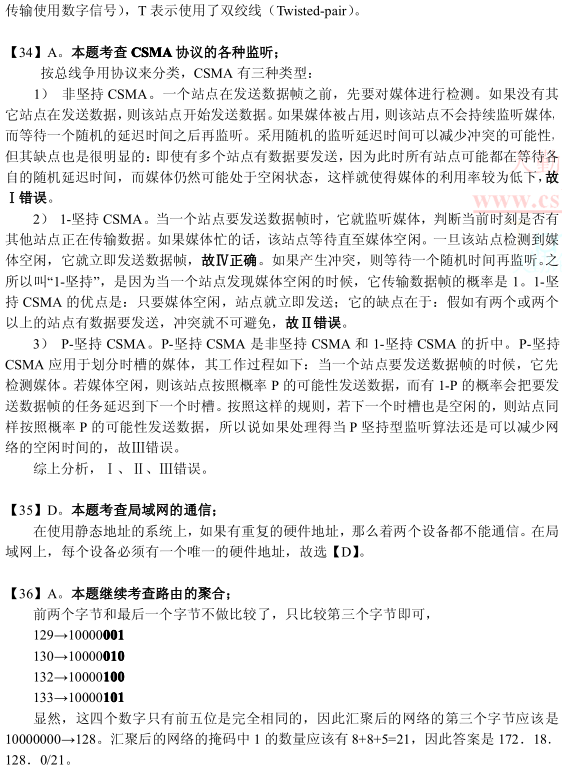 传输使用数字信号），T 表示使用了双绞线（Twisted-pair）。
【34】A。本题考查 CSMA 协议的各种监听；
按总线争用协议来分类，CSMA 有三种类型：
1） 非坚持 CSMA。一个站点在发送数据帧之前，先要对媒体进行检测。如果没有其
它站点在发送数据，则该站点开始发送数据。如果媒体被占用，则该站点不会持续监听媒体，
而等待一个随机的延迟时间之后再监听。采用随机的监听延迟时间可以减少冲突的可能性，
但其缺点也是很明显的：即使有多个站点有数据要发送，因为此时所有站点可能都在等待各
自的随机延迟时间，而媒体仍然可能处于空闲状态，这样就使得媒体的利用率较为低下，故
Ⅰ错误。
www.cs
2） 1-坚持 CSMA。当一个站点要发送数据帧时，它就监听媒体，判断当前时刻是否有
其他站点正在传输数据。如果媒体忙的话，该站点等待直至媒体空闲。一旦该站点检测到媒
体空闲，它就立即发送数据帧，故Ⅳ正确。如果产生冲突，则等待一个随机时间再监听。之
所以叫“1-坚持”，是因为当一个站点发现媒体空闲的时候，它传输数据帧的概率是 1。1-坚
持 CSMA 的优点是：只要媒体空闲，站点就立即发送；它的缺点在于：假如有两个或两个
以上的站点有数据要发送，冲突就不可避免，故Ⅱ错误。
3） P-坚持 CSMA。P-坚持 CSMA 是非坚持 CSMA 和 1-坚持 CSMA 的折中。P-坚持
CSMA 应用于划分时槽的媒体，其工作过程如下：当一个站点要发送数据帧的时候，它先
检测媒体。若媒体空闲，则该站点按照概率 P 的可能性发送数据，而有 1-P 的概率会把要发
送数据帧的任务延迟到下一个时槽。按照这样的规则，若下一个时槽也是空闲的，则站点同
样按照概率 P 的可能性发送数据，所以说如果处理得当 P 坚持型监听算法还是可以减少网
络的空闲时间的，故Ⅲ错误。
综上分析，Ⅰ、Ⅱ、Ⅲ错误。
【35】D。本题考查局域网的通信；
在使用静态地址的系统上，如果有重复的硬件地址，那么着两个设备都不能通信。在局
域网上，每个设备必须有一个唯一的硬件地址，故选【D】。
【36】A。本题继续考查路由的聚合；
前两个字节和最后一个字节不做比较了，只比较第三个字节即可，
129→10000001
130→10000010
132→10000100
133→10000101
显然，这四个数字只有前五位是完全相同的，因此汇聚后的网络的第三个字节应该是
10000000→128。汇聚后的网络的掩码中 1 的数量应该有 8+8+5=21，因此答案是 172．18．
128．0/21。